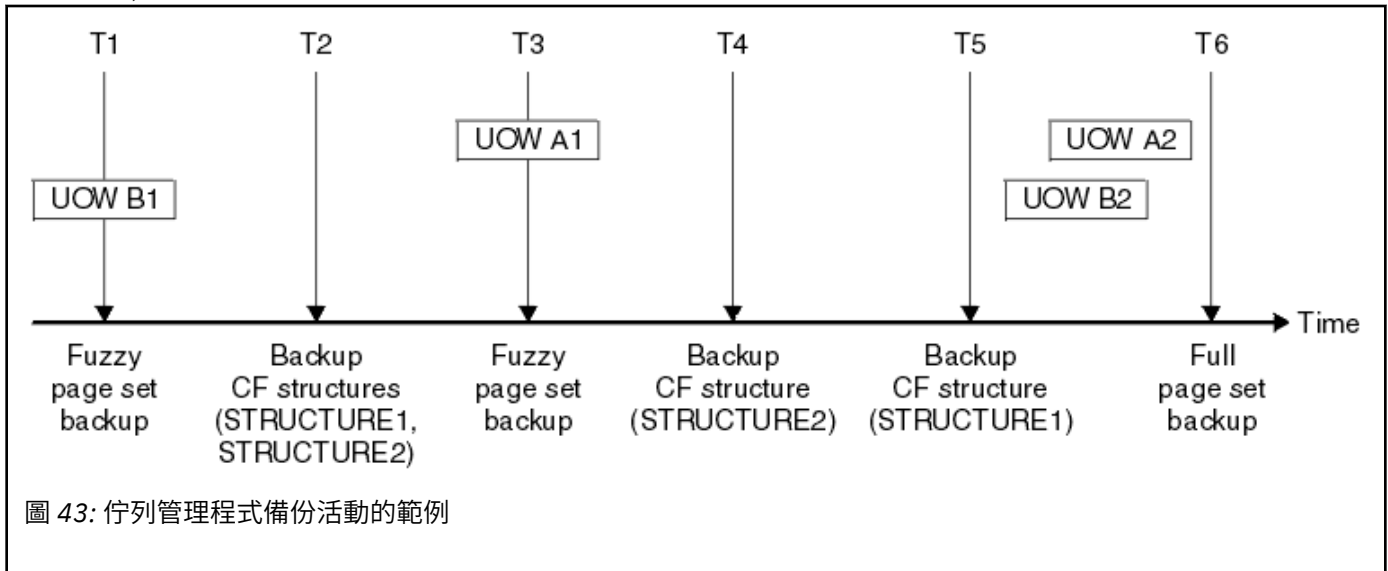 T1 T2 T3 T4 T5 T6
UOW A1 UOW A2
UOW B1 UOW B2
Time
Fuzzy
page set
backup
Backup
CF structures
(STRUCTURE1,
STRUCTURE2)
Fuzzy
page set
backup
Backup
CF structure
(STRUCTURE2)
Backup
CF structure
(STRUCTURE1)
Full
page set
backup
圖 43: 佇列管理程式備份活動的範例